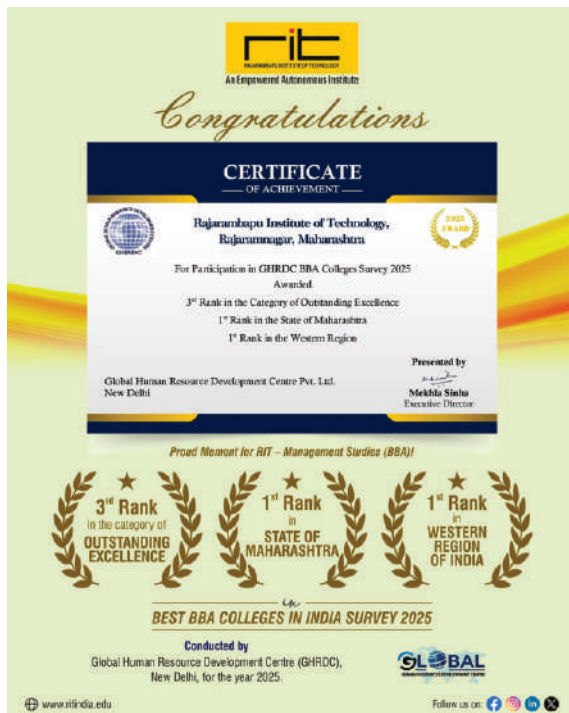 rit
RAJARAMBAPU INSTITUTE OF TECHNOLOGY
An Empowered Autonomous Institute
Congratulations
CERTIFICATE
OF ACHIEVEMENT
GHRDC
Rajarambapu Institute of Technology,
Rajaramnagar, Maharashtra
2025
AWARD
For Participation in GHRDC BBA Colleges Survey 2025
Awarded
3rd Rank in the Category of Outstanding Excellence
1st Rank in the State of Maharashtra
1st Rank in the Western Region
Presented by
Global Human Resource Development Centre Pvt. Ltd.
New Delhi
Mekhla Sinha
Executive Director
Proud Moment for RIT – Management Studies (BBA)!
3rd Rank
in the category of
OUTSTANDING
EXCELLENCE
1st Rank
in
STATE OF
MAHARASHTRA
1st Rank
in
WESTERN
REGION
OF INDIA
in
BEST BBA COLLEGES IN INDIA SURVEY 2025
Conducted by
Global Human Resource Development Centre (GHRDC),
New Delhi, for the year 2025.
GLOBAL
HUMAN RESOURCE DEVELOPMENT CENTRE
www.ritindia.edu
Follow us on: